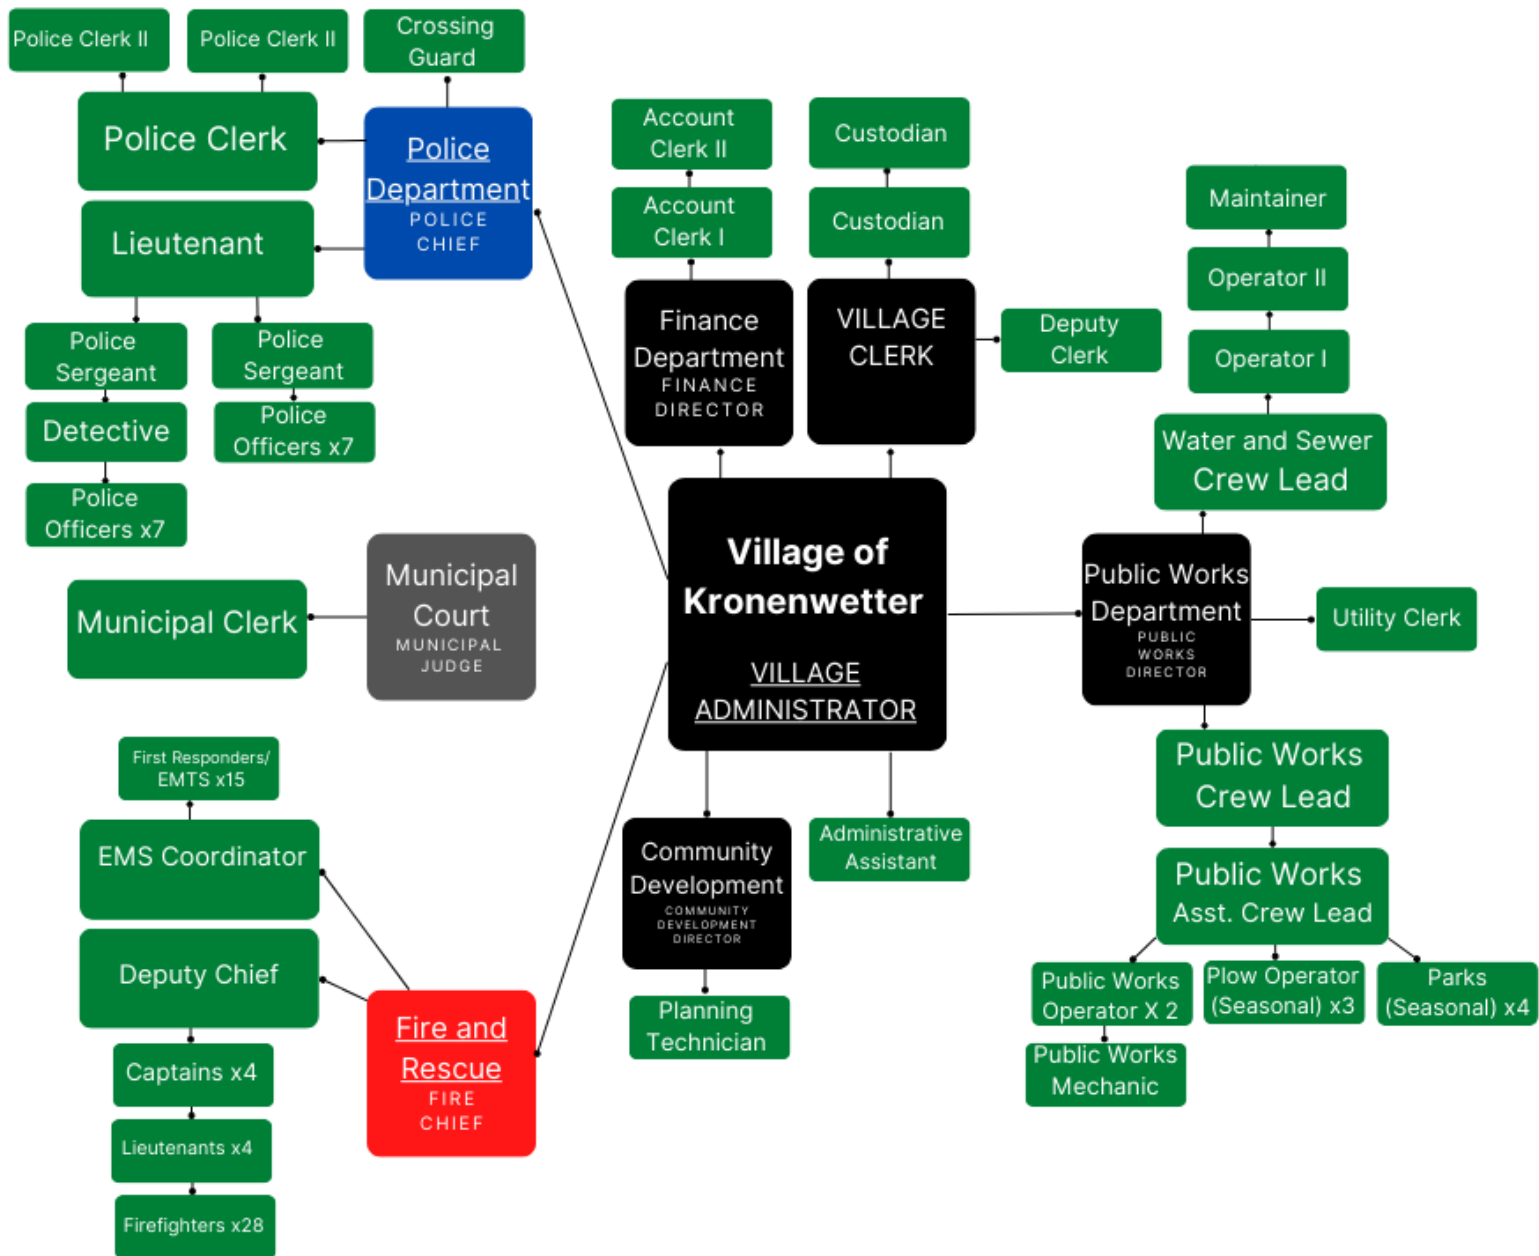 Police Clerk II
Police Clerk II
Crossing
Guard
Police Clerk
Police
Department
POLICE
CHIEF
Lieutenant
Police
Sergeant
Police
Sergeant
Detective
Police
Officers x7
Police
Officers x7
Account
Clerk II
Account
Clerk I
Finance
Department
FINANCE
DIRECTOR
Custodian
Custodian
VILLAGE
CLERK
Deputy
Clerk
Maintainer
Operator II
Operator I
Water and Sewer
Crew Lead
Municipal Clerk
Municipal
Court
MUNICIPAL
JUDGE
Village of
Kronenwetter
VILLAGE
ADMINISTRATOR
Public Works
Department
PUBLIC
WORKS
DIRECTOR
Utility Clerk
First Responders/
EMTS x15
EMS Coordinator
Deputy Chief
Captains x4
Lieutenants x4
Firefighters x28
Fire and
Rescue
FIRE
CHIEF
Community
Development
COMMUNITY
DEVELOPMENT
DIRECTOR
Planning
Technician
Administrative
Assistant
Public Works
Crew Lead
Public Works
Asst. Crew Lead
Public Works
Operator X 2
Plow Operator
(Seasonal) x3
Parks
(Seasonal) x4
Public Works
Mechanic